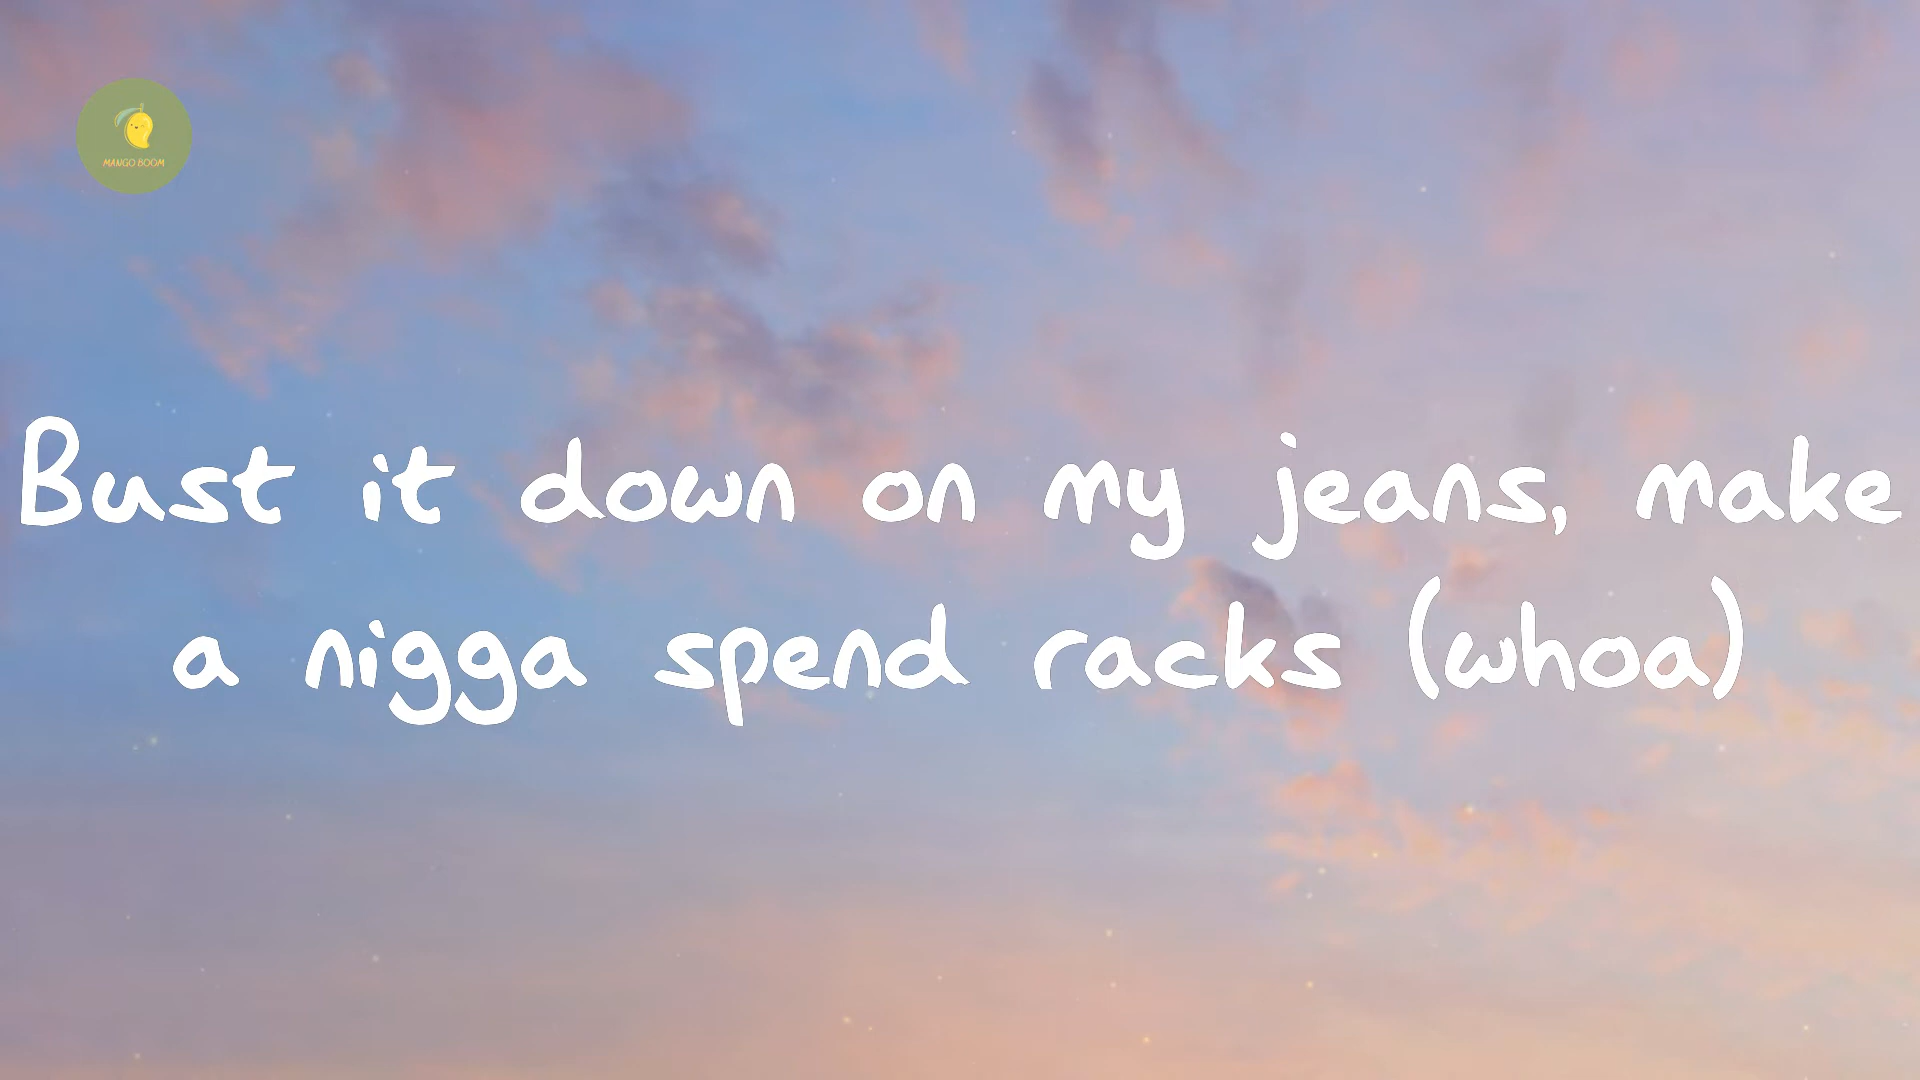 MANGO BOOM
Bust it down on my jeans, make
a nigga spend racks (whoa)